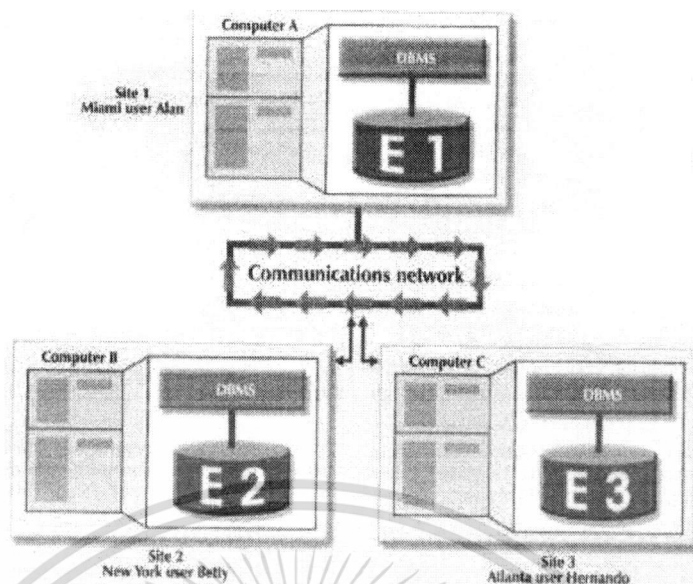 Computer A
DBMS
Site 1
Miami user Alan
E 1
Communications network
Computer B
DBMS
E 2
Computer C
DBMS
E 3
Site 2
New York user Betty
Site 3
Atlanta user Hernando